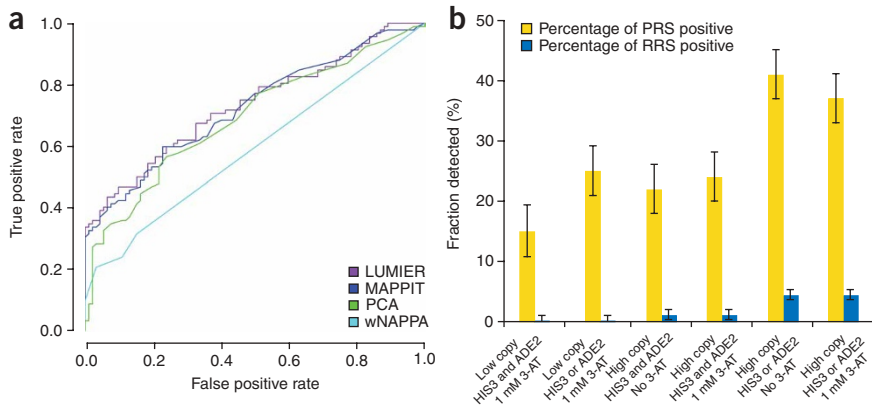 a
1.0
0.8
0.6
0.4
0.2
0.0
True positive rate
0.0
0.2
0.4
0.6
0.8
1.0
False positive rate
LUMIER
MAPPIT
PCA
wNAPPA
b
50
40
30
20
10
0
Fraction detected (%)
Percentage of PRS positive
Percentage of RRS positive
Low copy
HIS3 and ADE2
1 mM 3-AT
Low copy
HIS3 or ADE2
1 mM 3-AT
High copy
HIS3 and ADE2
No 3-AT
High copy
HIS3 and ADE2
1 mM 3-AT
High copy
HIS3 or ADE2
No 3-AT
High copy
HIS3 or ADE2
1 mM 3-AT